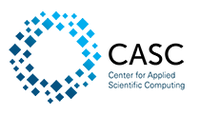 CASC
Center for Applied
Scientific Computing